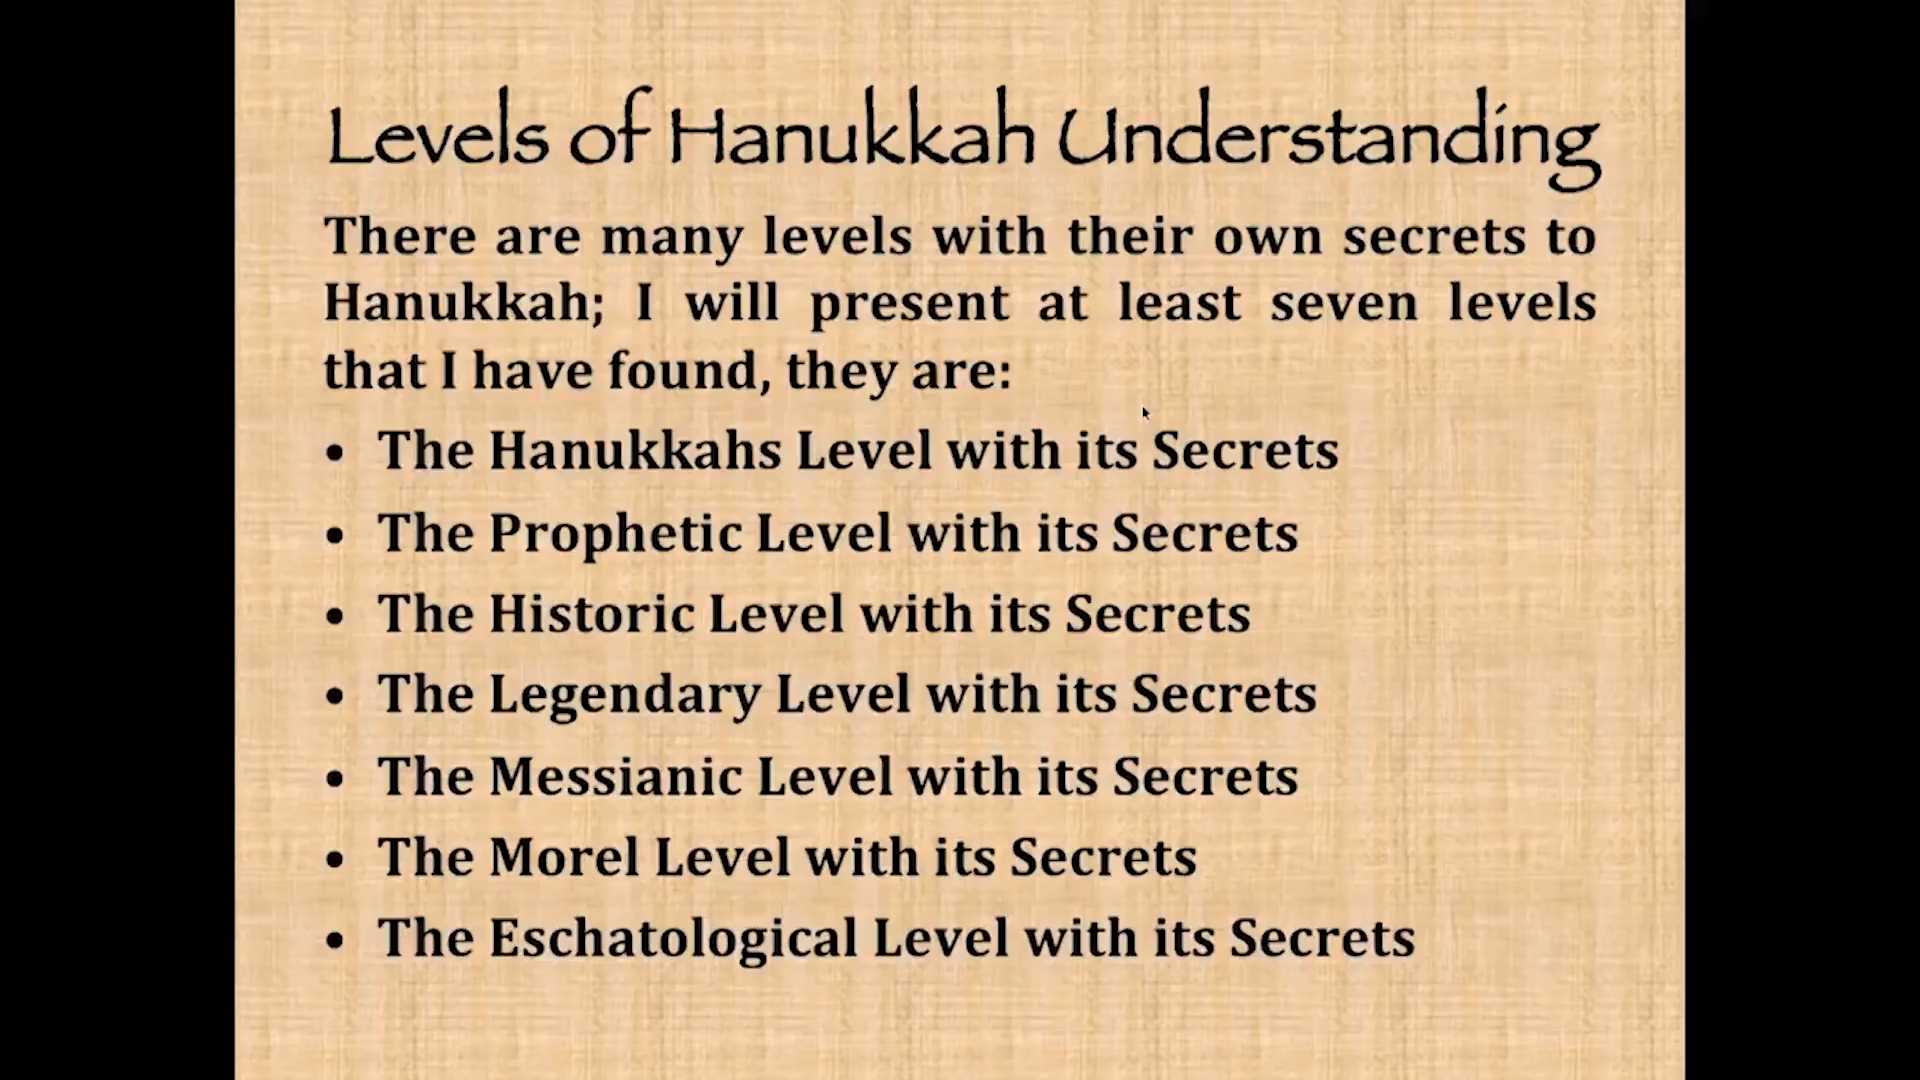 Levels of Hanukkah Understanding
There are many levels with their own secrets to
Hanukkah; I will present at least seven levels
that I have found, they are:
• The Hanukkahs Level with its Secrets
• The Prophetic Level with its Secrets
• The Historic Level with its Secrets
• The Legendary Level with its Secrets
• The Messianic Level with its Secrets
• The Morel Level with its Secrets
• The Eschatological Level with its Secrets